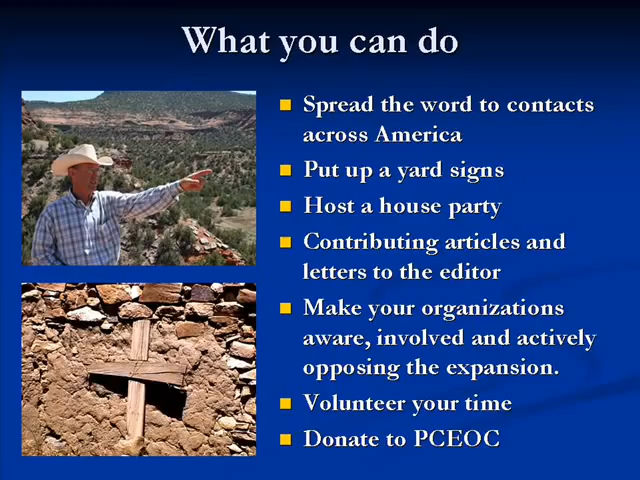 What you can do
Spread the word to contacts
across America
Put up a yard signs
Host a house party
Contributing articles and
letters to the editor
Make your organizations
aware, involved and actively
opposing the expansion.
Volunteer your time
Donate to PCEOC